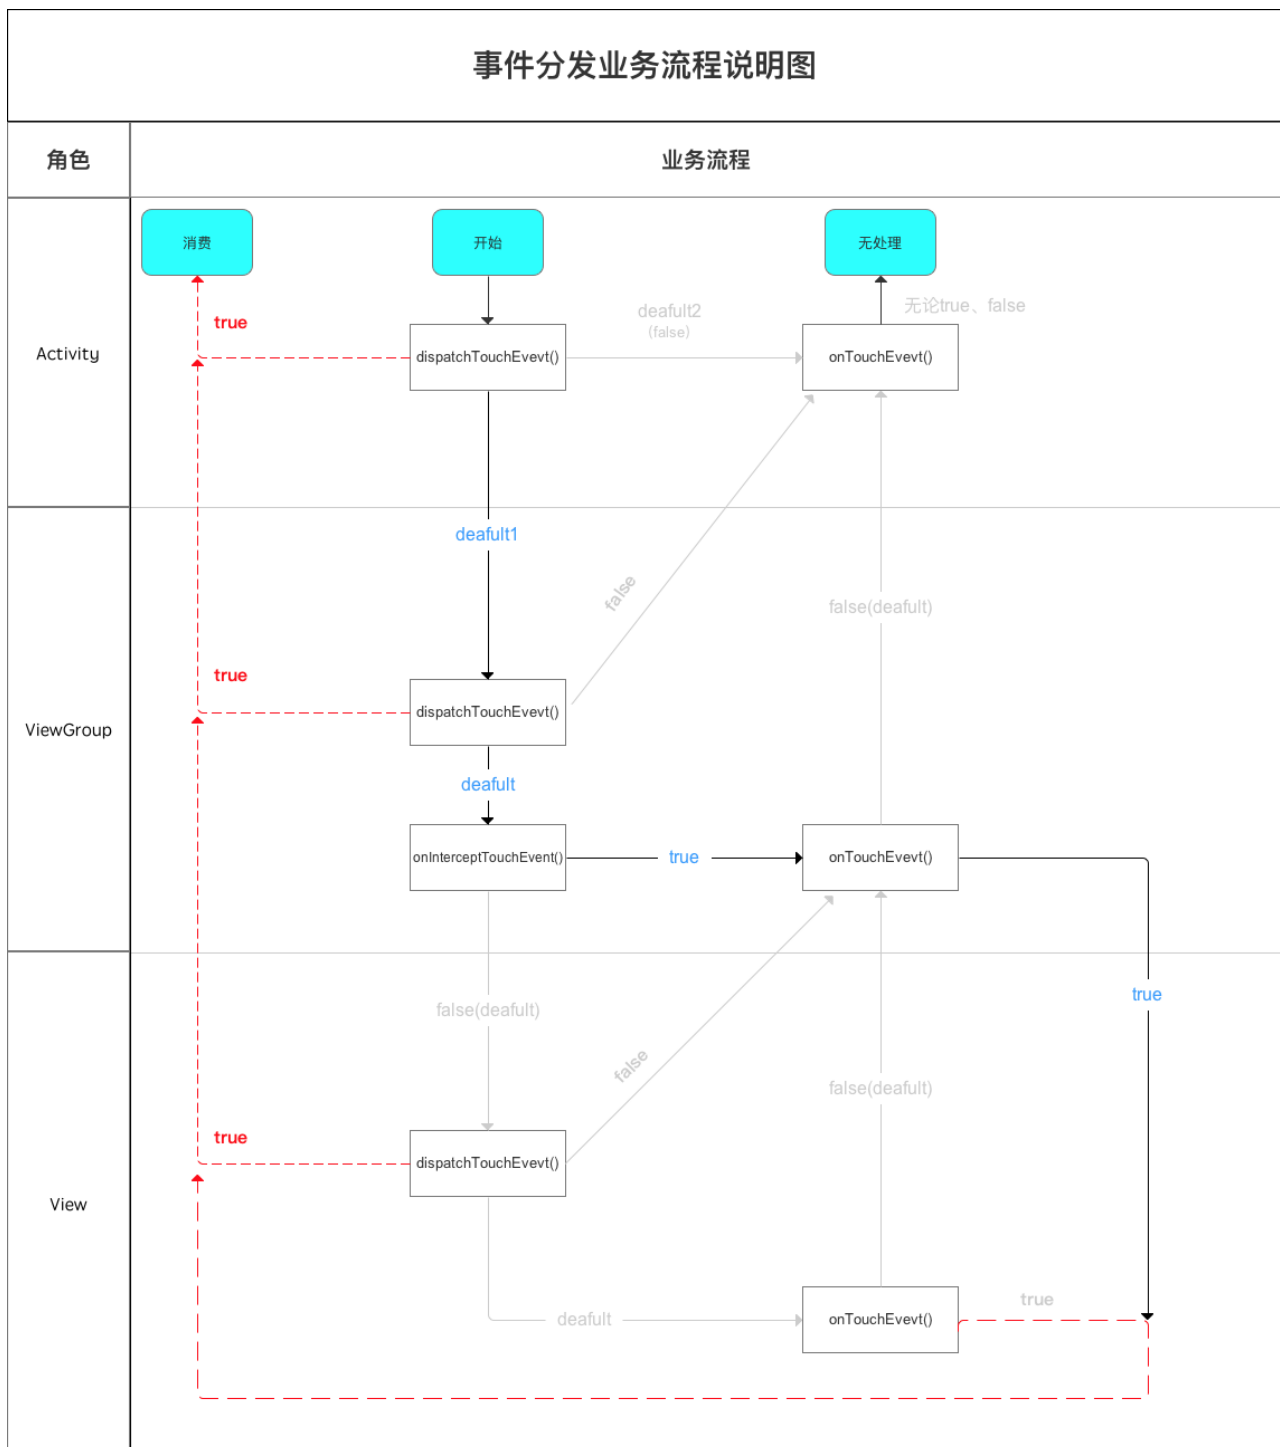 事件分发业务流程说明图
角色
业务流程
消费
开始
无处理
true
deafult2
(false)
无论true、false
Activity
dispatchTouchEvevt()
onTouchEvevt()
deafult1
false
false(deafult)
true
ViewGroup
dispatchTouchEvevt()
deafult
onInterceptTouchEvent()
true
onTouchEvevt()
true
false(deafult)
false
false(deafult)
true
dispatchTouchEvevt()
View
deafult
onTouchEvevt()
true